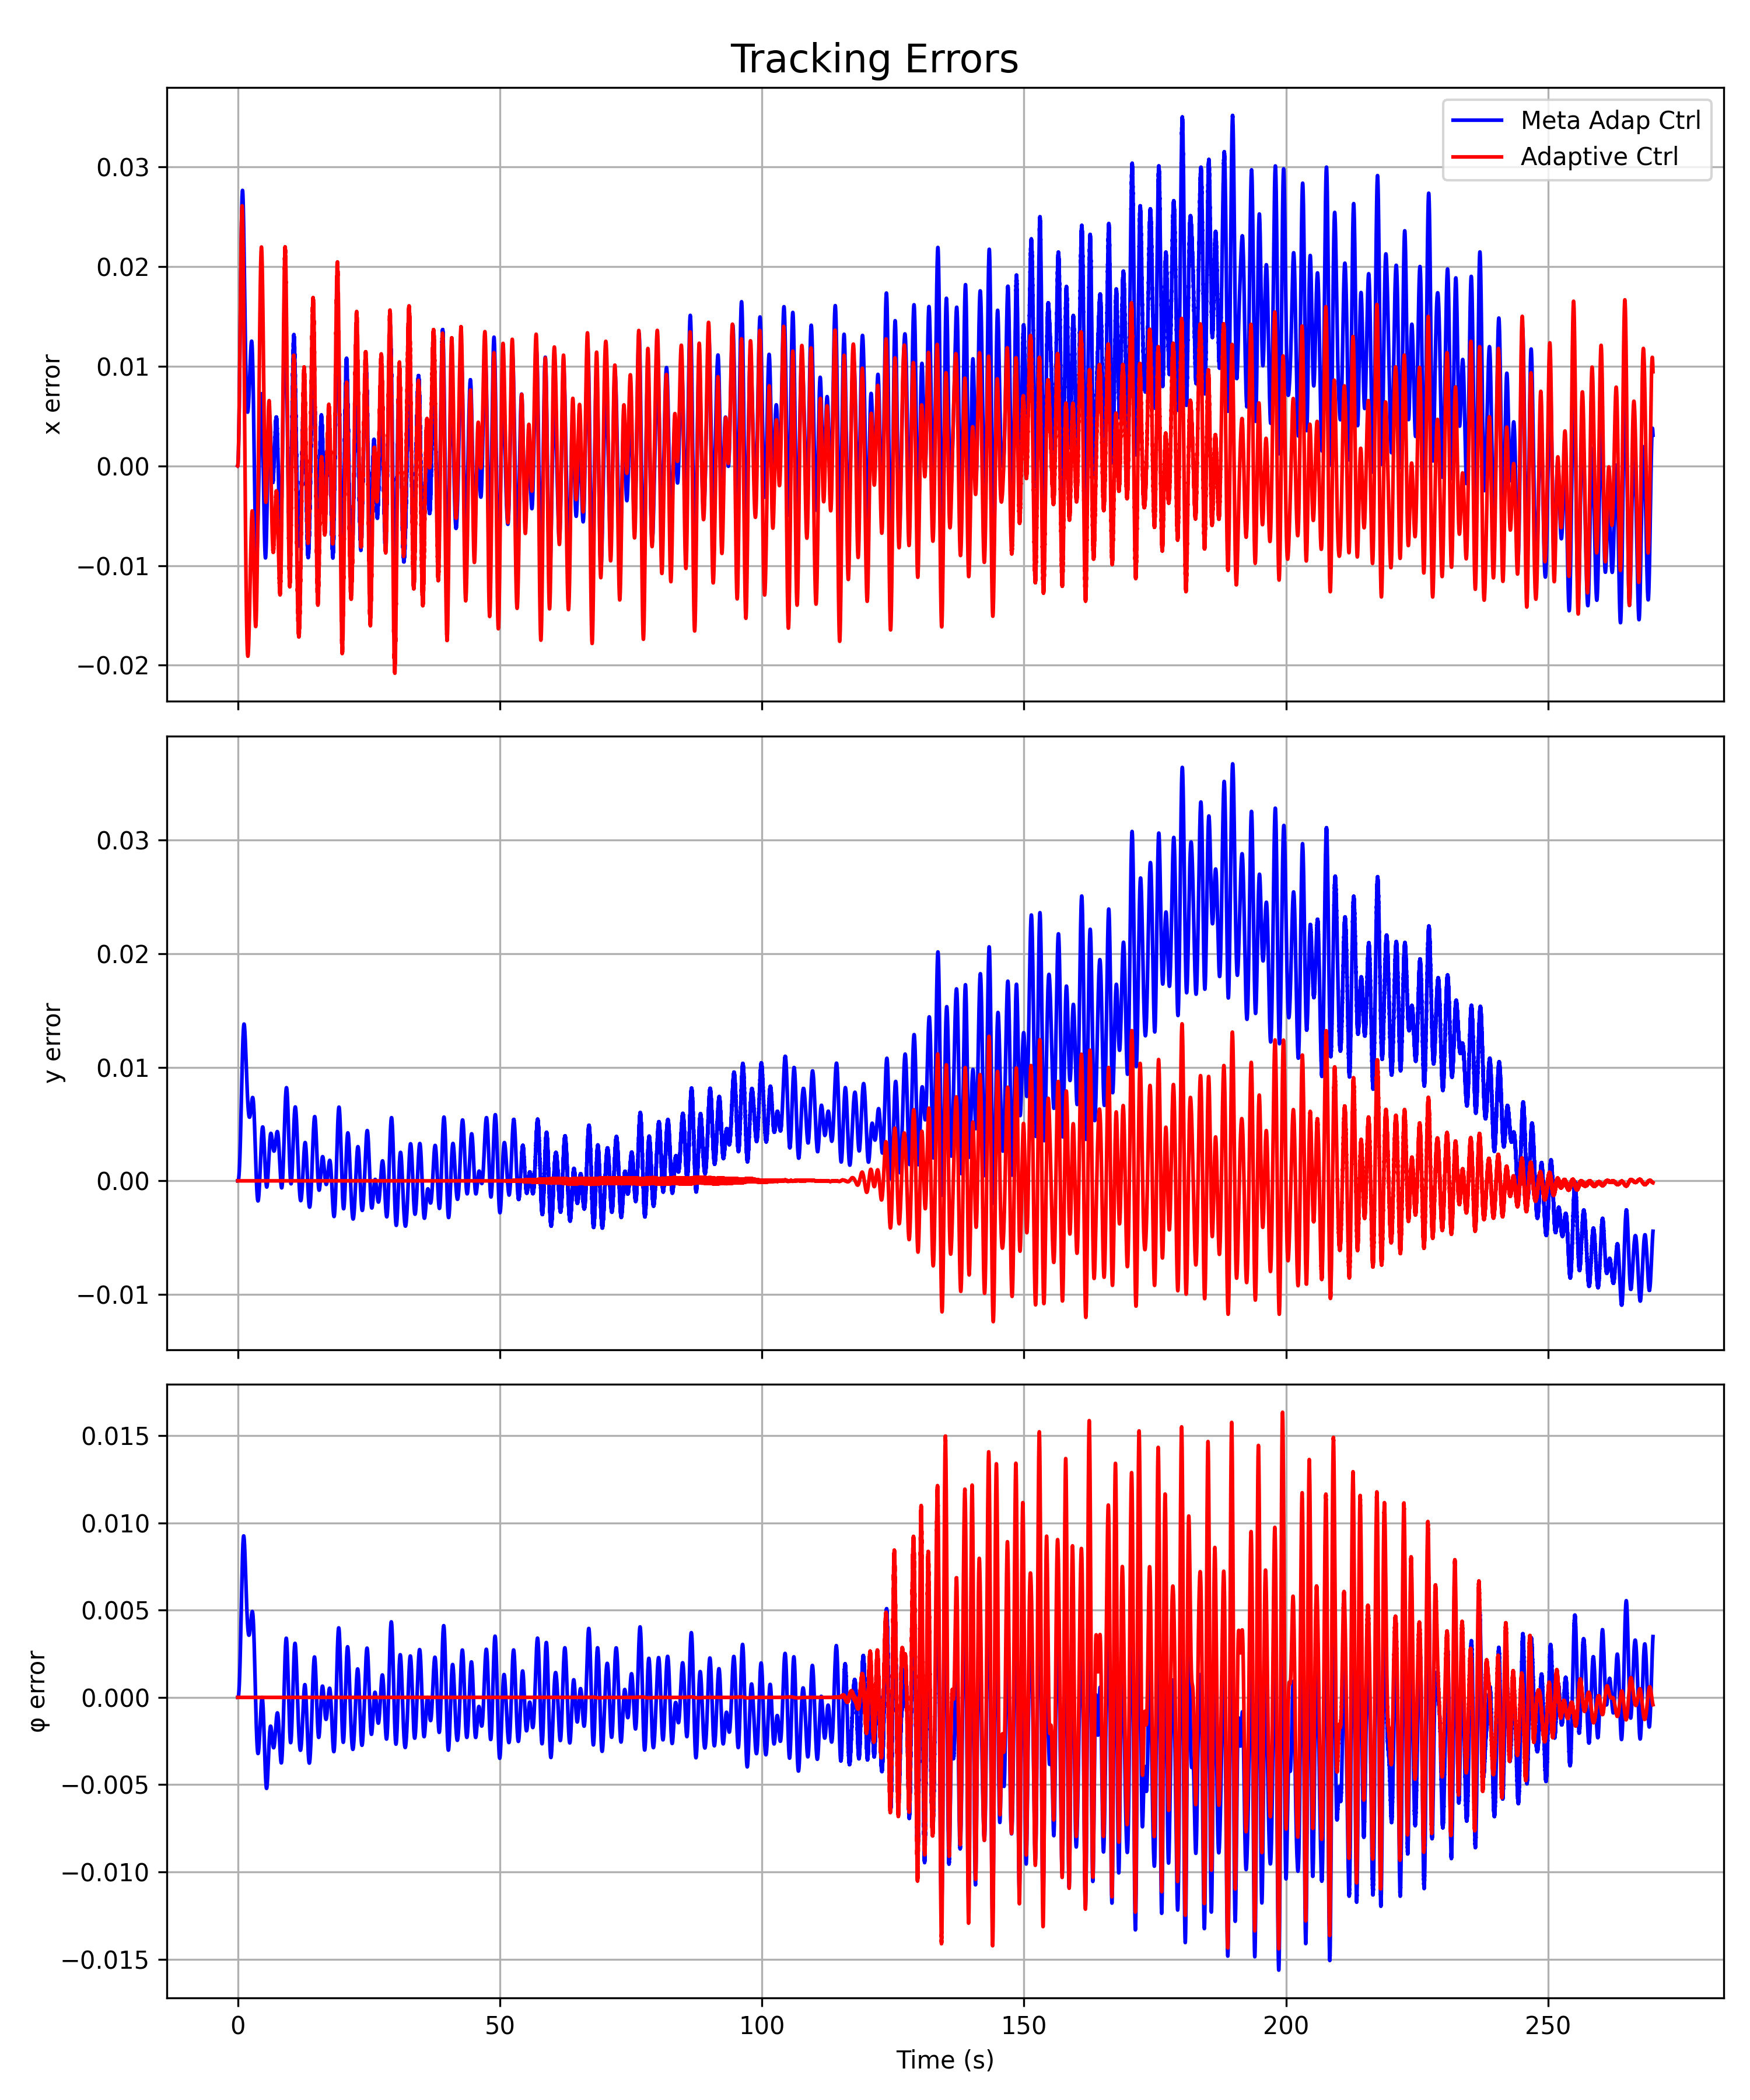 Tracking Errors
Meta Adap Ctrl
Adaptive Ctrl
x error
0.03
0.02
0.01
0.00
−0.01
−0.02
y error
0.03
0.02
0.01
0.00
−0.01
φ error
0.015
0.010
0.005
0.000
−0.005
−0.010
−0.015
0 50 100 150 200 250
Time (s)